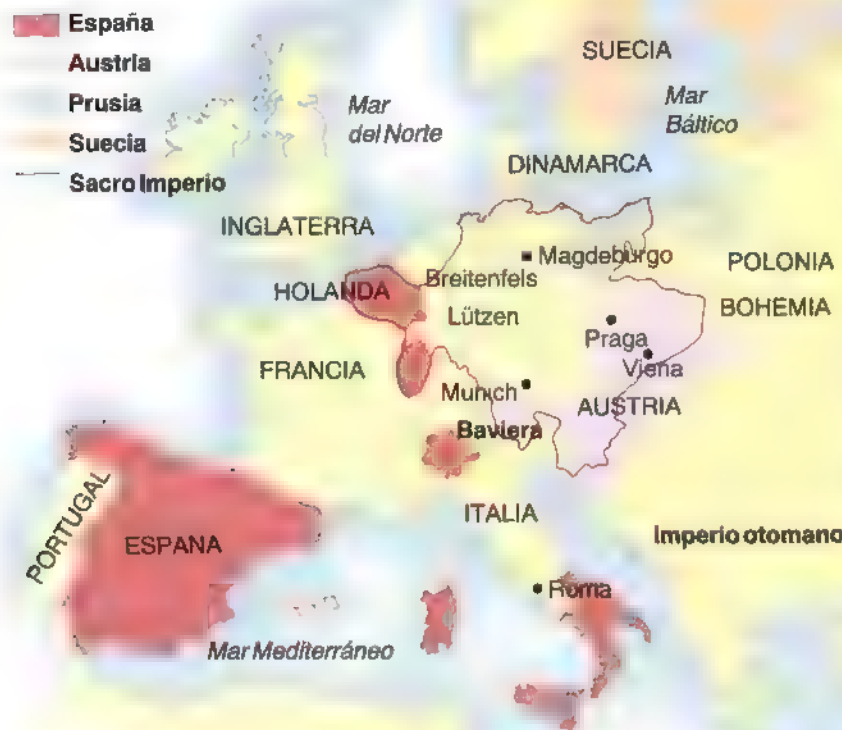 España
Austria
Prusia
Suecia
Sacro Imperio
SUECIA
Mar
del Norte
Mar
Báltico
DINAMARCA
INGLATERRA
Magdeburgo
POLONIA
HOLANDA
Breitenfels
BOHEMIA
Lützen
Praga
FRANCIA
Viena
Munich
AUSTRIA
Baviera
PORTUGAL
ITALIA
ESPANA
Imperio otomano
Roma
Mar Mediterráneo